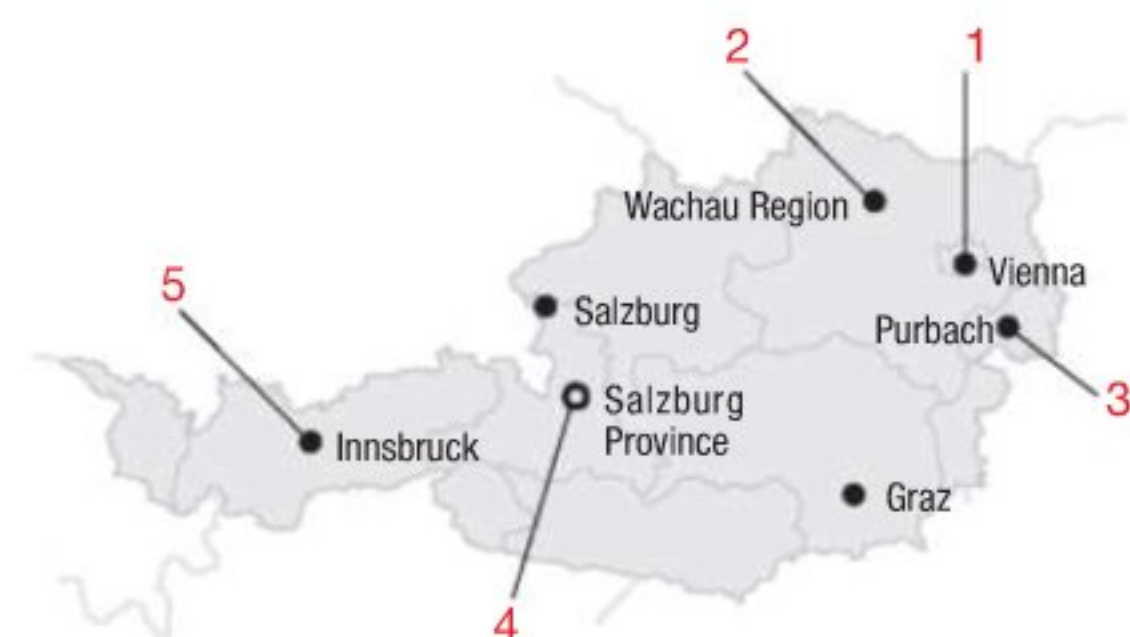 2
1
Wachau Region
Vienna
5
Salzburg
Purbach
3
Salzburg
Province
Innsbruck
Graz
4